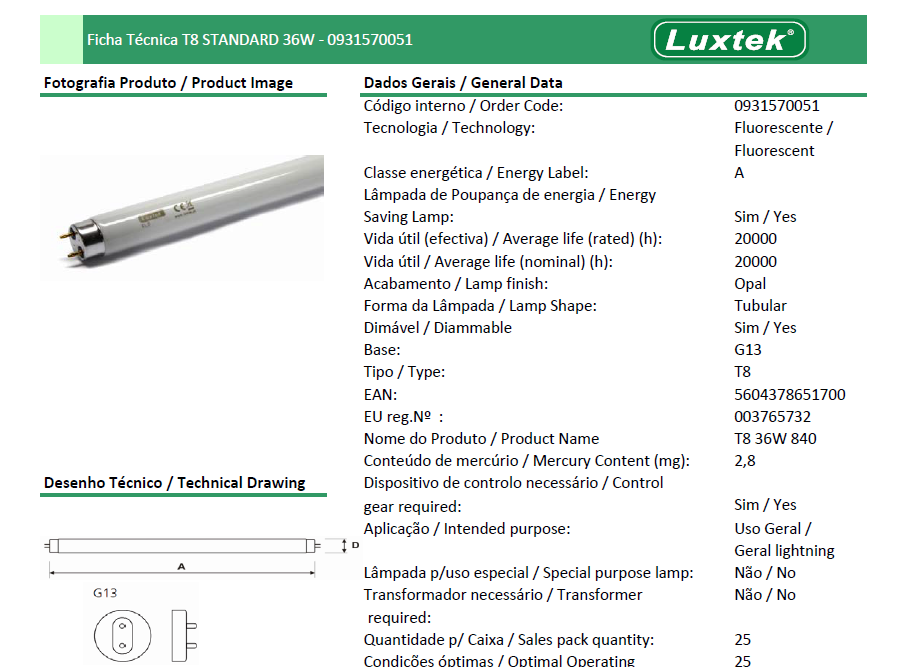 Ficha Técnica T8 STANDARD 36W - 0931570051
Luxtek®
Fotografia Produto / Product Image
LUXTEK
CE
Desenho Técnico / Technical Drawing
D
A
G13
Dados Gerais / General Data
Código interno / Order Code: 0931570051
Tecnologia / Technology: Fluorescente /
Fluorescent
Classe energética / Energy Label: A
Lâmpada de Poupança de energia / Energy
Saving Lamp: Sim / Yes
Vida útil (efectiva) / Average life (rated) (h): 20000
Vida útil / Average life (nominal) (h): 20000
Acabamento / Lamp finish: Opal
Forma da Lâmpada / Lamp Shape: Tubular
Dimável / Diammable Sim / Yes
Base: G13
Tipo / Type: T8
EAN: 5604378651700
EU reg.Nº : 003765732
Nome do Produto / Product Name T8 36W 840
Conteúdo de mercúrio / Mercury Content (mg): 2,8
Dispositivo de controlo necessário / Control
gear required: Sim / Yes
Aplicação / Intended purpose: Uso Geral /
Geral lightning
Lâmpada p/uso especial / Special purpose lamp: Não / No
Transformador necessário / Transformer Não / No
required:
Quantidade p/ Caixa / Sales pack quantity: 25
Condições óptimas / Optimal Operating 25